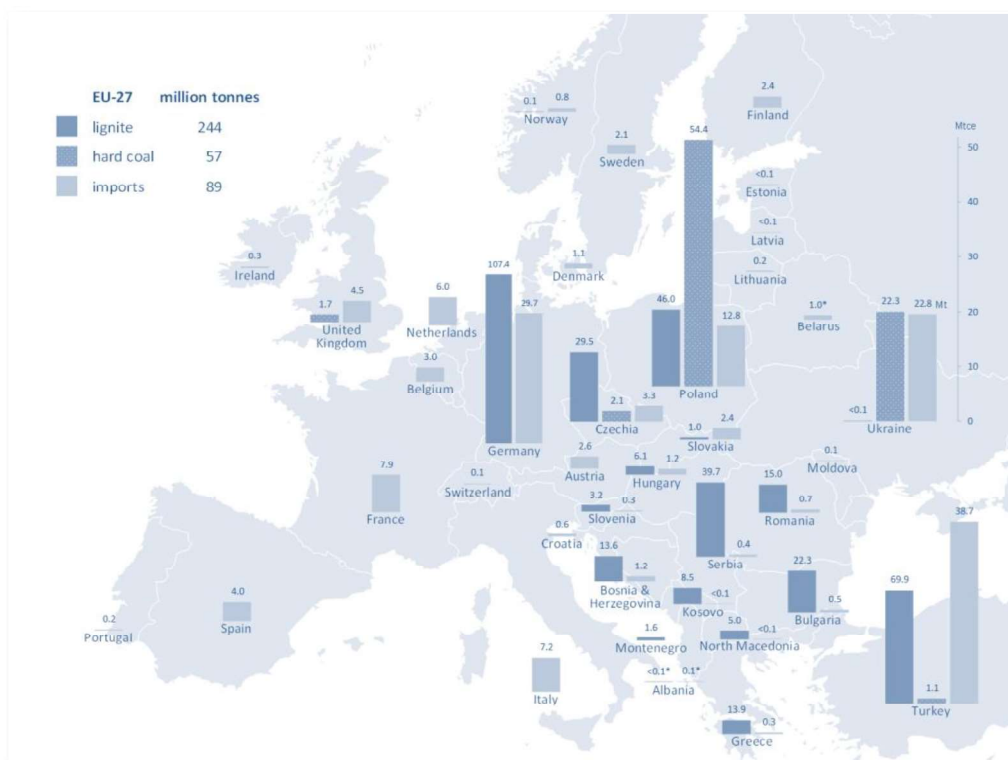 EU-27 million tonnes
lignite 244
hard coal 57
imports 89
0.1 0.8
Norway
2.1
Sweden
2.4
Finland
<0.1
Estonia
<0.1
Latvia
0.2
Lithuania
1.0*
Belarus
0.3
Ireland
1.7 4.5
United
Kingdom
6.0
Netherlands
3.0
Belgium
1.1
Denmark
107.4 29.7
Germany
46.0 54.4 12.8
Poland
29.5 2.1 3.3
Czechia
1.0 2.4
Slovakia
<0.1 22.3 22.8 Mt
Ukraine
Mtce
50
40
30
20
10
0
7.9
France
0.1
Switzerland
2.6
Austria
6.1 1.2
Hungary
0.1
Moldova
3.2 0.3
Slovenia
0.6
Croatia
13.6 1.2
Bosnia &
Herzegovina
39.7 0.4
Serbia
15.0 0.7
Romania
8.5 <0.1
Kosovo
22.3 0.5
Bulgaria
1.6
Montenegro
5.0 <0.1
North Macedonia
<0.1* 0.1*
Albania
0.2
Portugal
4.0
Spain
7.2
Italy
13.9 0.3
Greece
69.9 1.1 38.7
Turkey